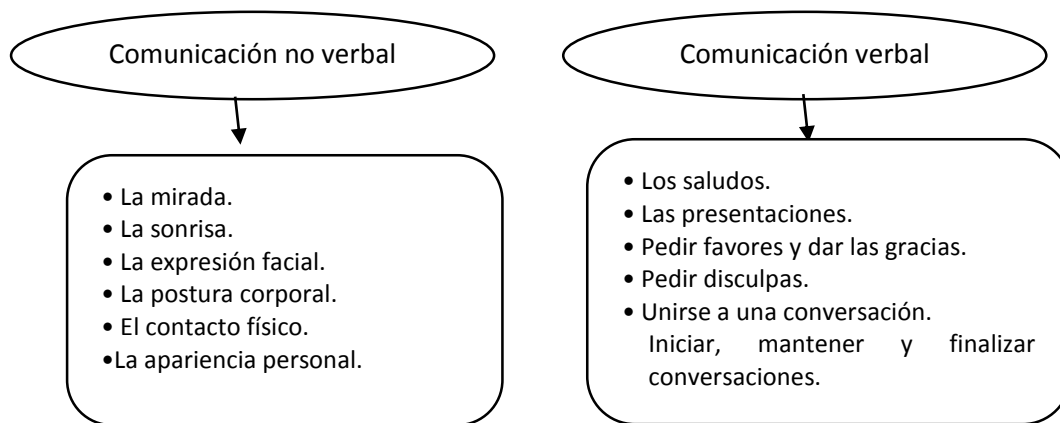 Comunicación no verbal
• La mirada.
• La sonrisa.
• La expresión facial.
• La postura corporal.
• El contacto físico.
•La apariencia personal.
Comunicación verbal
• Los saludos.
• Las presentaciones.
• Pedir favores y dar las gracias.
• Pedir disculpas.
• Unirse a una conversación.
Iniciar, mantener y finalizar
conversaciones.